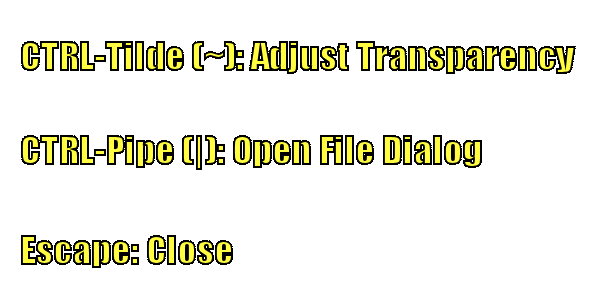 CTRL-Tilde (~): Adjust Transparency
CTRL-Pipe (|): Open File Dialog
Escape: Close